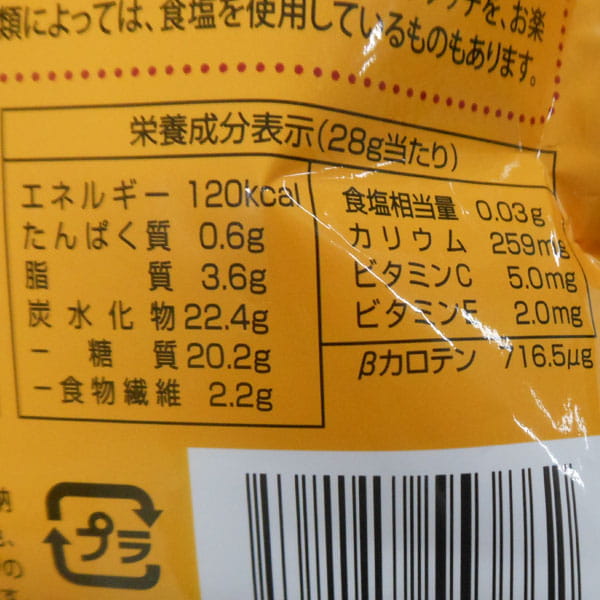 を、お楽
類によっては、食塩を使用しているものもあります。
栄養成分表示(28g当たり)
エネルギー 120kcal
たんぱく質 0.6g
脂質 3.6g
炭水化物 22.4g
－糖質 20.2g
－食物繊維 2.2g
食塩相当量 0.03g
カリウム 259mg
ビタミンC 5.0mg
ビタミンE 2.0mg
βカロテン 716.5μg
プラ